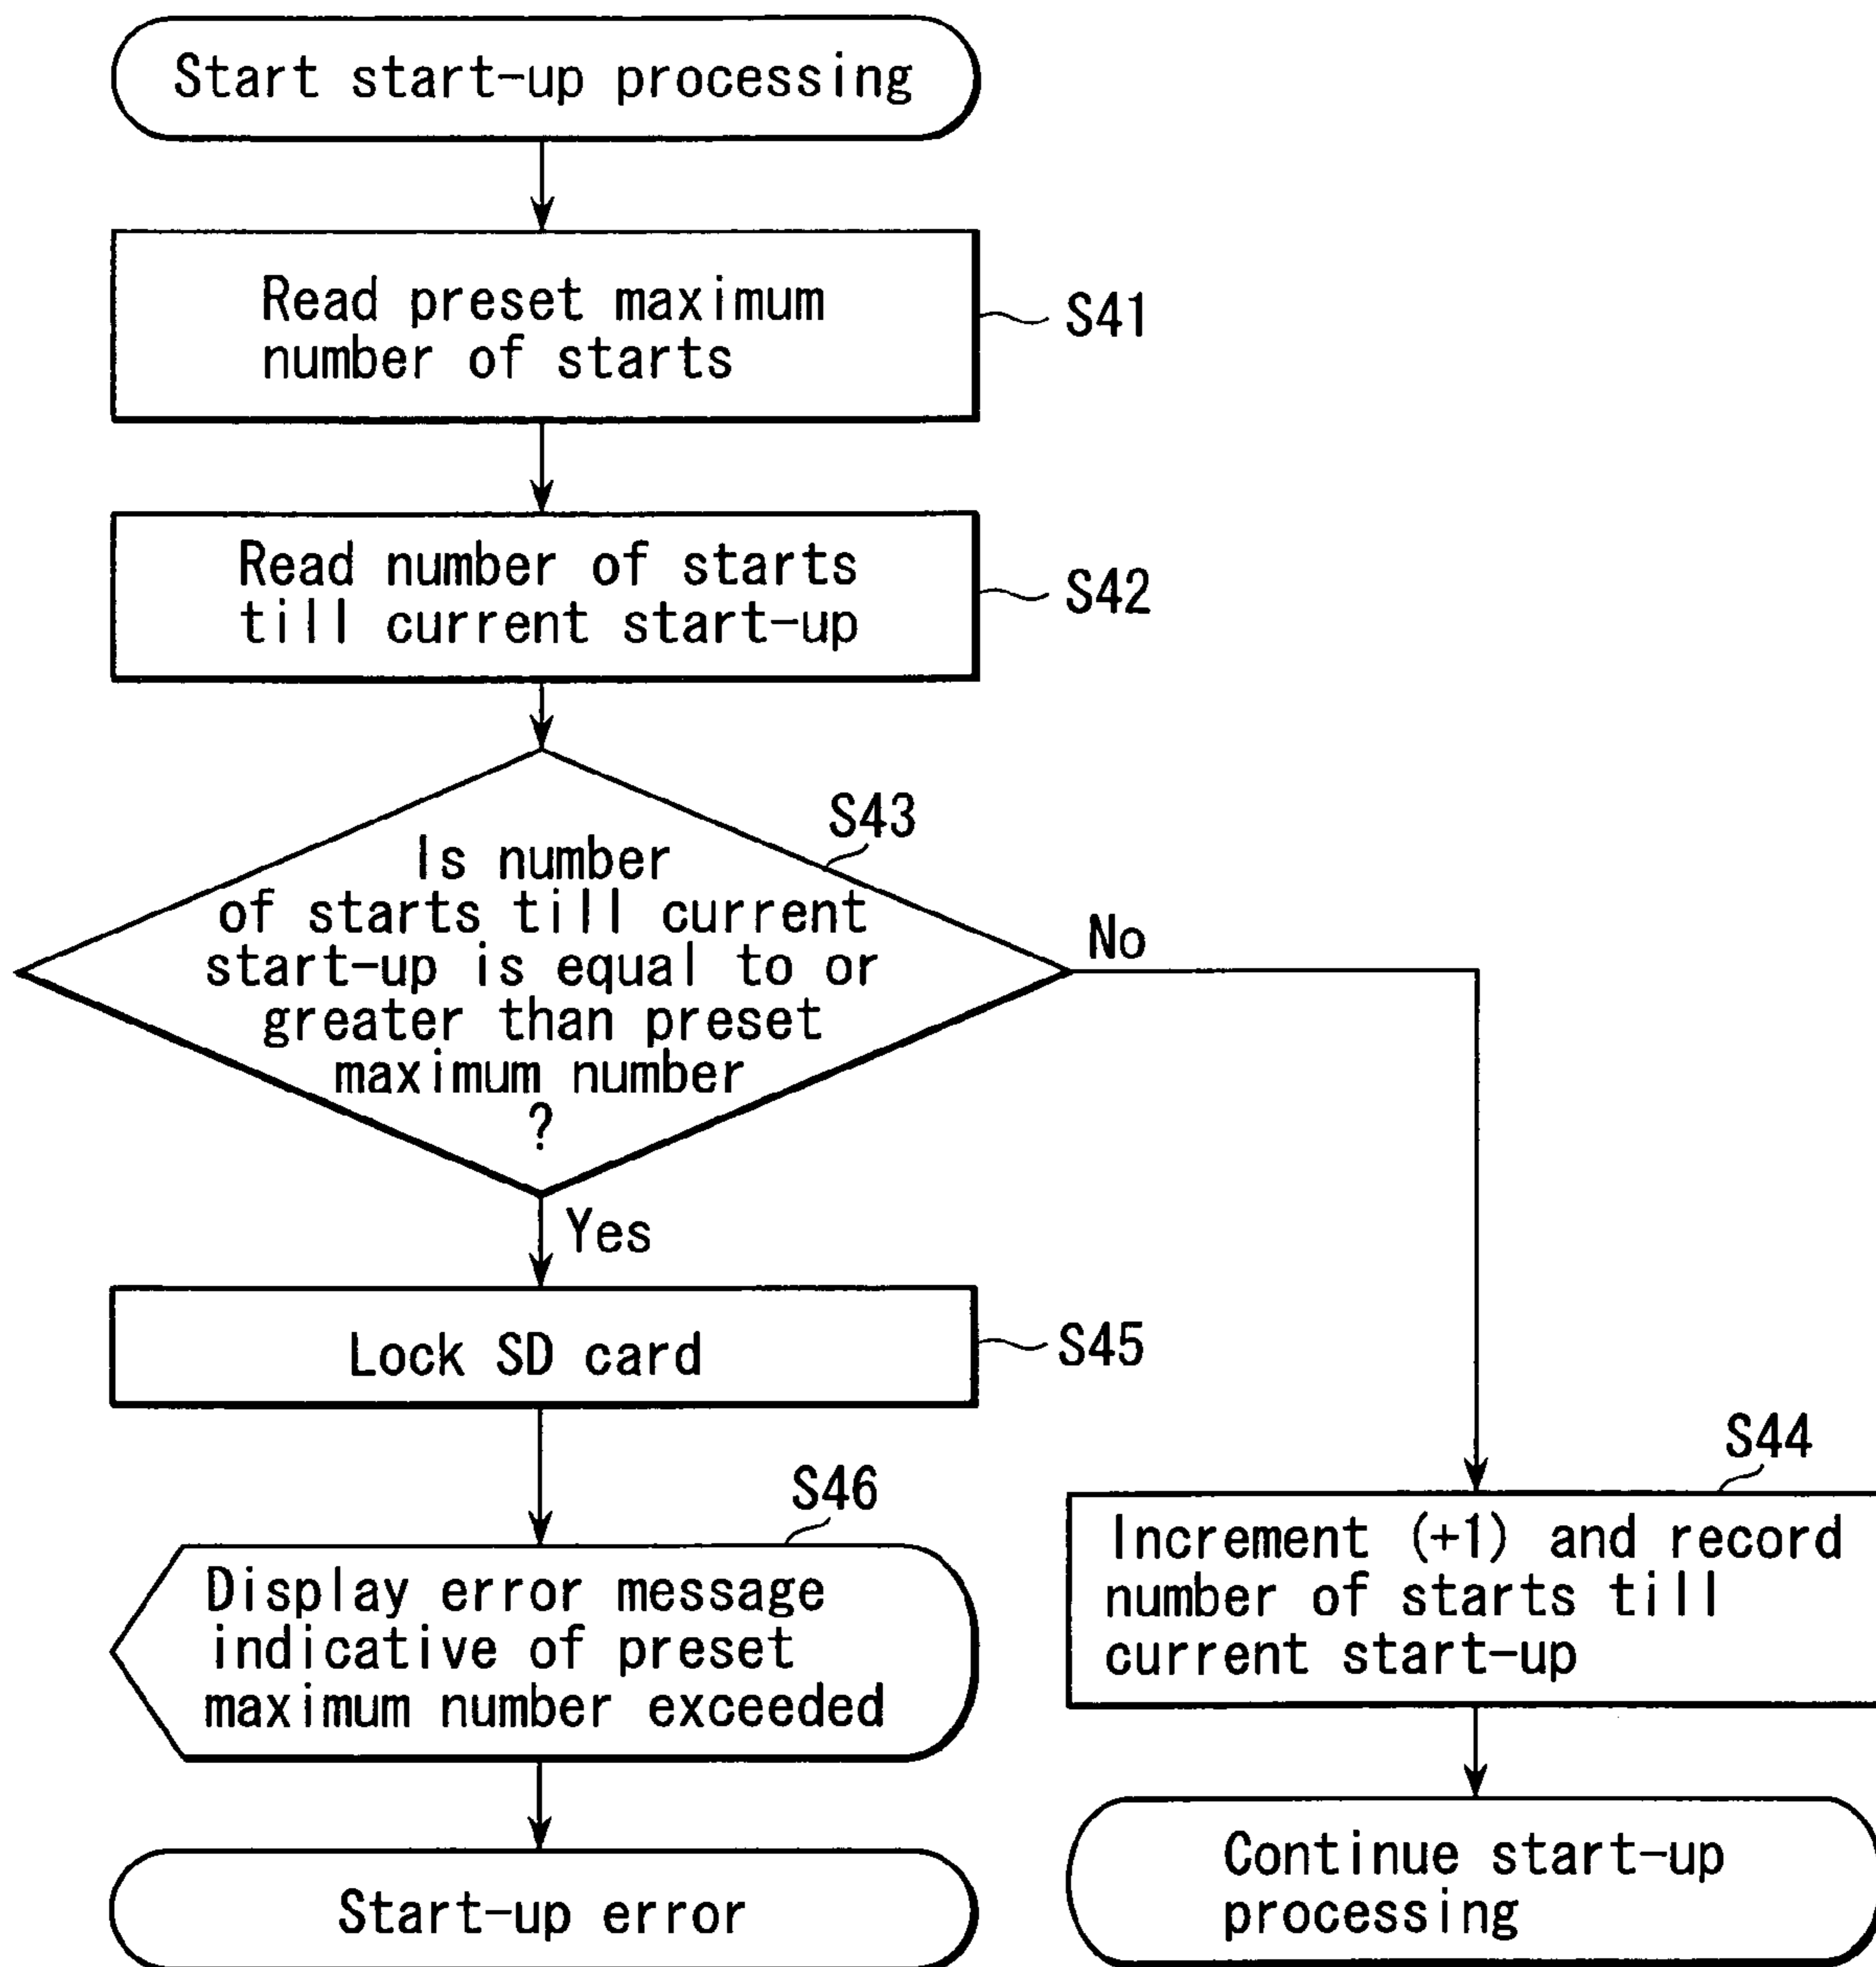 Start start-up processing
Read preset maximum
number of starts
S41
Read number of starts
till current start-up
S42
S43
Is number
of starts till current
start-up is equal to or
greater than preset
maximum number
?
No
Yes
Lock SD card
S45
S46
Display error message
indicative of preset
maximum number exceeded
Start-up error
S44
Increment (+1) and record
number of starts till
current start-up
Continue start-up
processing